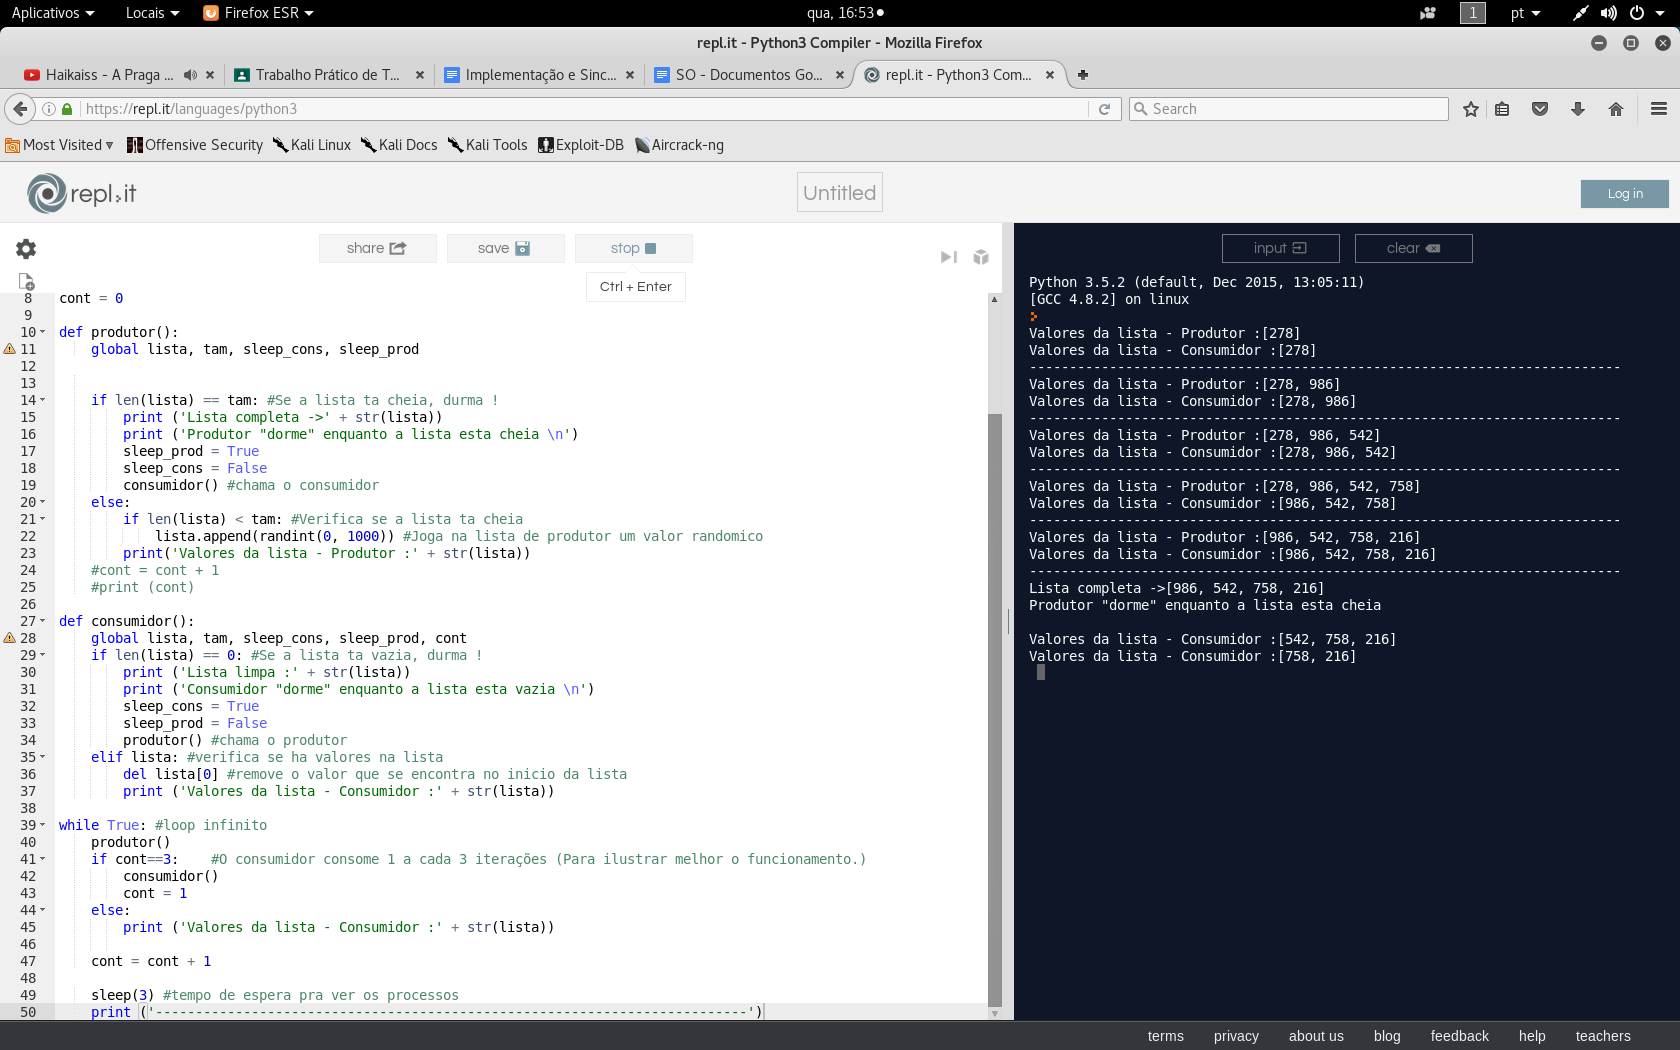 Aplicativos Locais Firefox ESR qua, 16:53 1 pt
repl.it - Python3 Compiler - Mozilla Firefox
Haikaiss - A Praga ... Trabalho Prático de T... Implementação e Sinc... SO - Documentos Go... repl.it - Python3 Com...
https://repl.it/languages/python3 Search
Most Visited Offensive Security Kali Linux Kali Docs Kali Tools Exploit-DB Aircrack-ng
repl.it Untitled Log in
share save stop
Ctrl + Enter
8 cont = 0
9
10 def produtor():
11 global lista, tam, sleep_cons, sleep_prod
12
13
14 if len(lista) == tam: #Se a lista ta cheia, durma !
15 print ('Lista completa ->' + str(lista))
16 print ('Produtor "dorme" enquanto a lista esta cheia \n')
17 sleep_prod = True
18 sleep_cons = False
19 consumidor() #chama o consumidor
20 else:
21 if len(lista) < tam: #Verifica se a lista ta cheia
22 lista.append(randint(0, 1000)) #Joga na lista de produtor um valor randomico
23 print('Valores da lista - Produtor :' + str(lista))
24 #cont = cont + 1
25 #print (cont)
26
27 def consumidor():
28 global lista, tam, sleep_cons, sleep_prod, cont
29 if len(lista) == 0: #Se a lista ta vazia, durma !
30 print ('Lista limpa :' + str(lista))
31 print ('Consumidor "dorme" enquanto a lista esta vazia \n')
32 sleep_cons = True
33 sleep_prod = False
34 produtor() #chama o produtor
35 elif lista: #verifica se ha valores na lista
36 del lista[0] #remove o valor que se encontra no inicio da lista
37 print ('Valores da lista - Consumidor :' + str(lista))
38
39 while True: #loop infinito
40 produtor()
41 if cont==3: #O consumidor consome 1 a cada 3 iterações (Para ilustrar melhor o funcionamento.)
42 consumidor()
43 cont = 1
44 else:
45 print ('Valores da lista - Consumidor :' + str(lista))
46
47 cont = cont + 1
48
49 sleep(3) #tempo de espera pra ver os processos
50 print ('--------------------------------------------------------------------------')
input clear
Python 3.5.2 (default, Dec 2015, 13:05:11)
[GCC 4.8.2] on linux
Valores da lista - Produtor :[278]
Valores da lista - Consumidor :[278]
--------------------------------------------------------------------------
Valores da lista - Produtor :[278, 986]
Valores da lista - Consumidor :[278, 986]
--------------------------------------------------------------------------
Valores da lista - Produtor :[278, 986, 542]
Valores da lista - Consumidor :[278, 986, 542]
--------------------------------------------------------------------------
Valores da lista - Produtor :[278, 986, 542, 758]
Valores da lista - Consumidor :[986, 542, 758]
--------------------------------------------------------------------------
Valores da lista - Produtor :[986, 542, 758, 216]
Valores da lista - Consumidor :[986, 542, 758, 216]
--------------------------------------------------------------------------
Lista completa ->[986, 542, 758, 216]
Produtor "dorme" enquanto a lista esta cheia
Valores da lista - Consumidor :[542, 758, 216]
Valores da lista - Consumidor :[758, 216]
terms privacy about us blog feedback help teachers